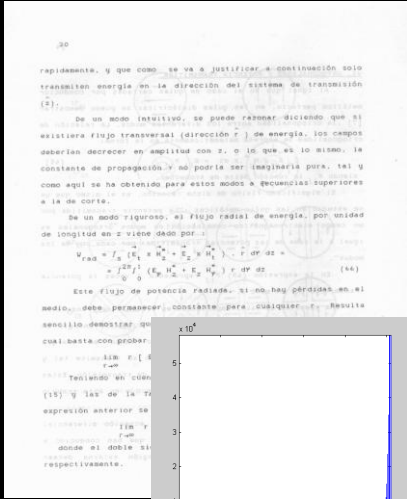 20
rapidamente, y que como se va a justificar a continuación solo
transmiten energía en la dirección del sistema de transmisión
(z).
De un modo intuitivo, se puede razonar diciendo que si
existiera flujo transversal (dirección r ) de energía, los campos
deberían decrecer en amplitud con z, o lo que es lo mismo, la
constante de propagación γ no podría ser imaginaria pura, tal y
como aquí se ha obtenido para estos modos a frecuencias superiores
a la de corte.
De un modo riguroso, el flujo radial de energía, por unidad
de longitud en z viene dado por :
Este flujo de potencia radiada, si no hay pérdidas en el
medio, debe permanecer constante para cualquier r. Resulta
sencillo demostrar
cual basta con probar
lim r [
r→∞
Teniendo en
(15) y las de la
expresión anterior se
lim r
r→∞
donde el doble
respectivamente.
x 10⁴
5
4
3
2